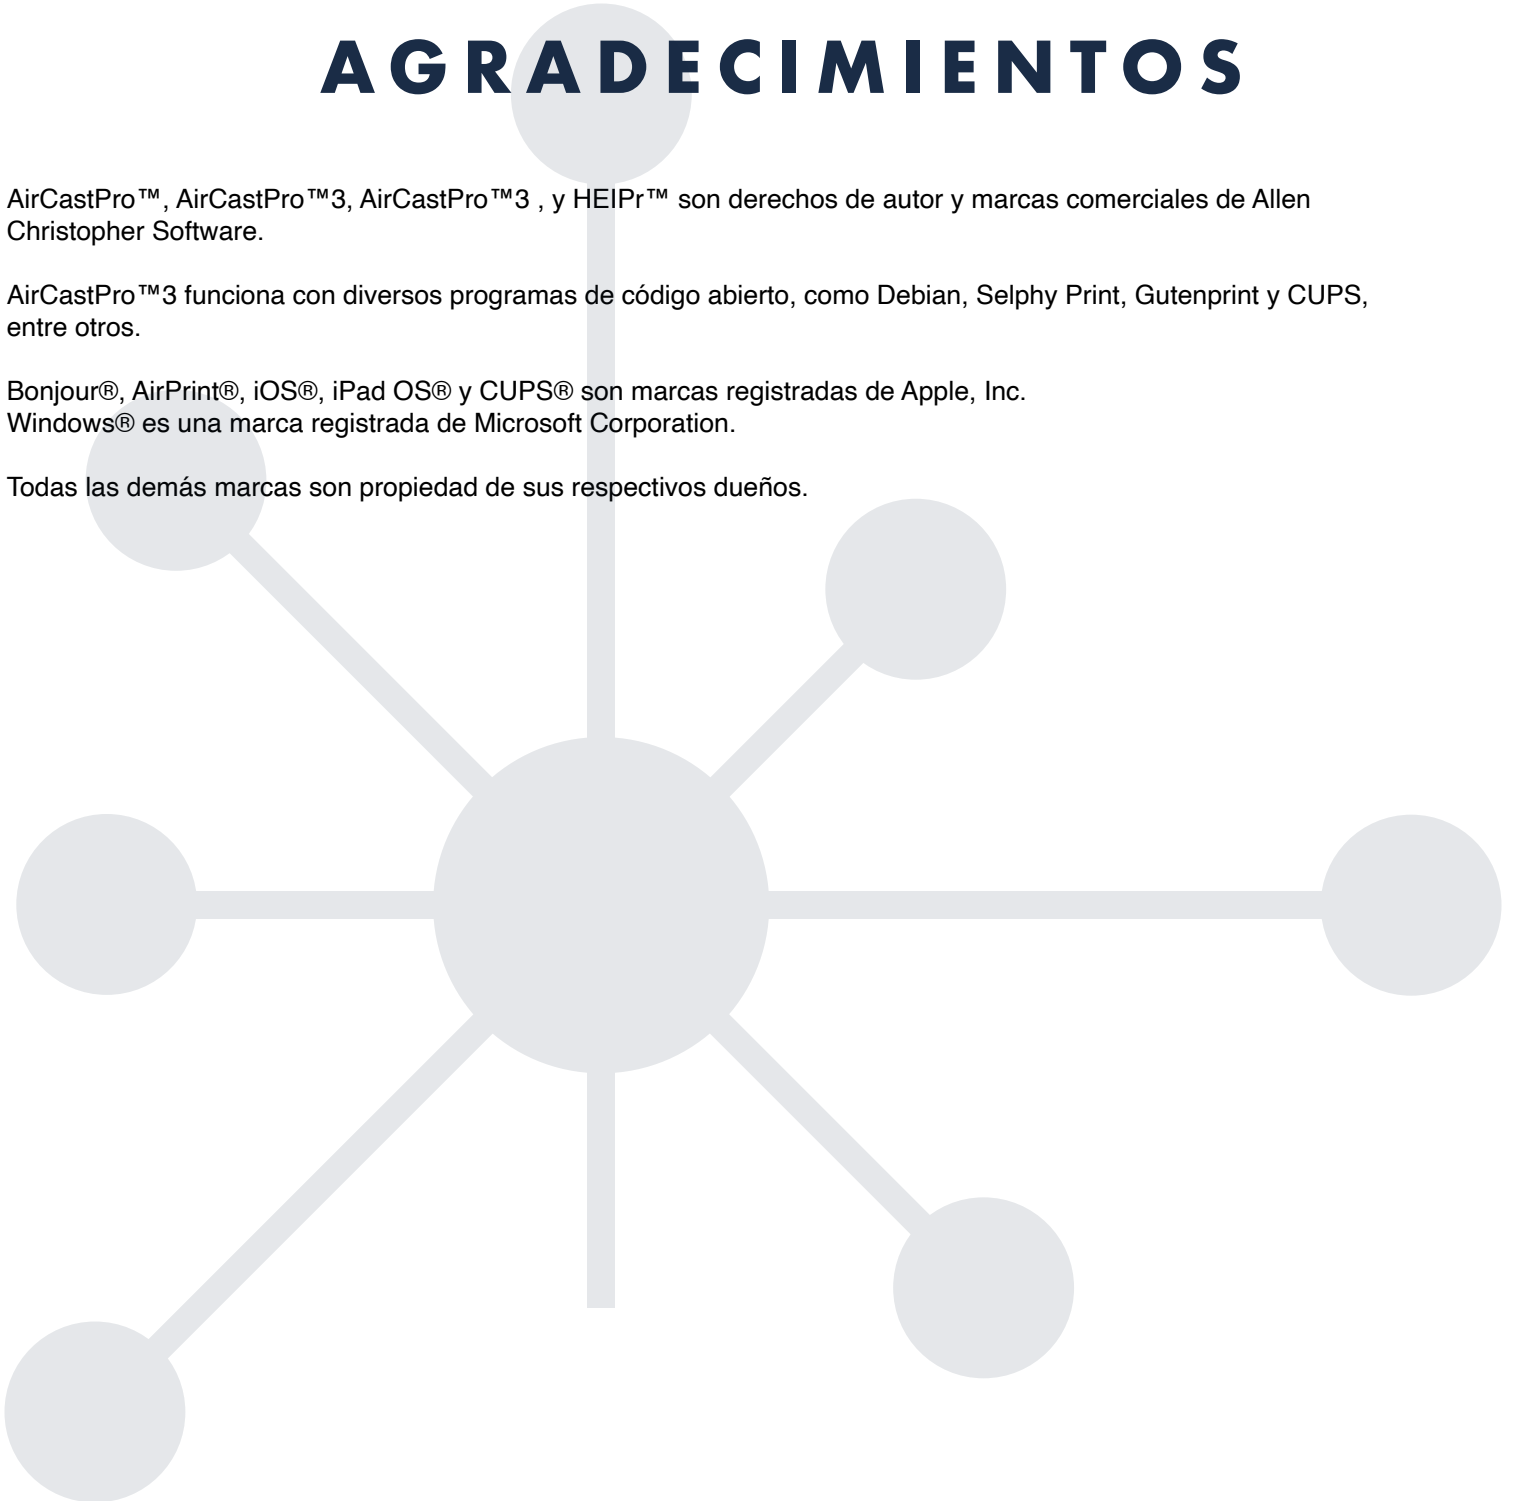 AGRADECIMIENTOS
AirCastPro™, AirCastPro™3, AirCastPro™3 , y HEIPr™ son derechos de autor y marcas comerciales de Allen
Christopher Software.
AirCastPro™3 funciona con diversos programas de código abierto, como Debian, Selphy Print, Gutenprint y CUPS,
entre otros.
Bonjour®, AirPrint®, iOS®, iPad OS® y CUPS® son marcas registradas de Apple, Inc.
Windows® es una marca registrada de Microsoft Corporation.
Todas las demás marcas son propiedad de sus respectivos dueños.